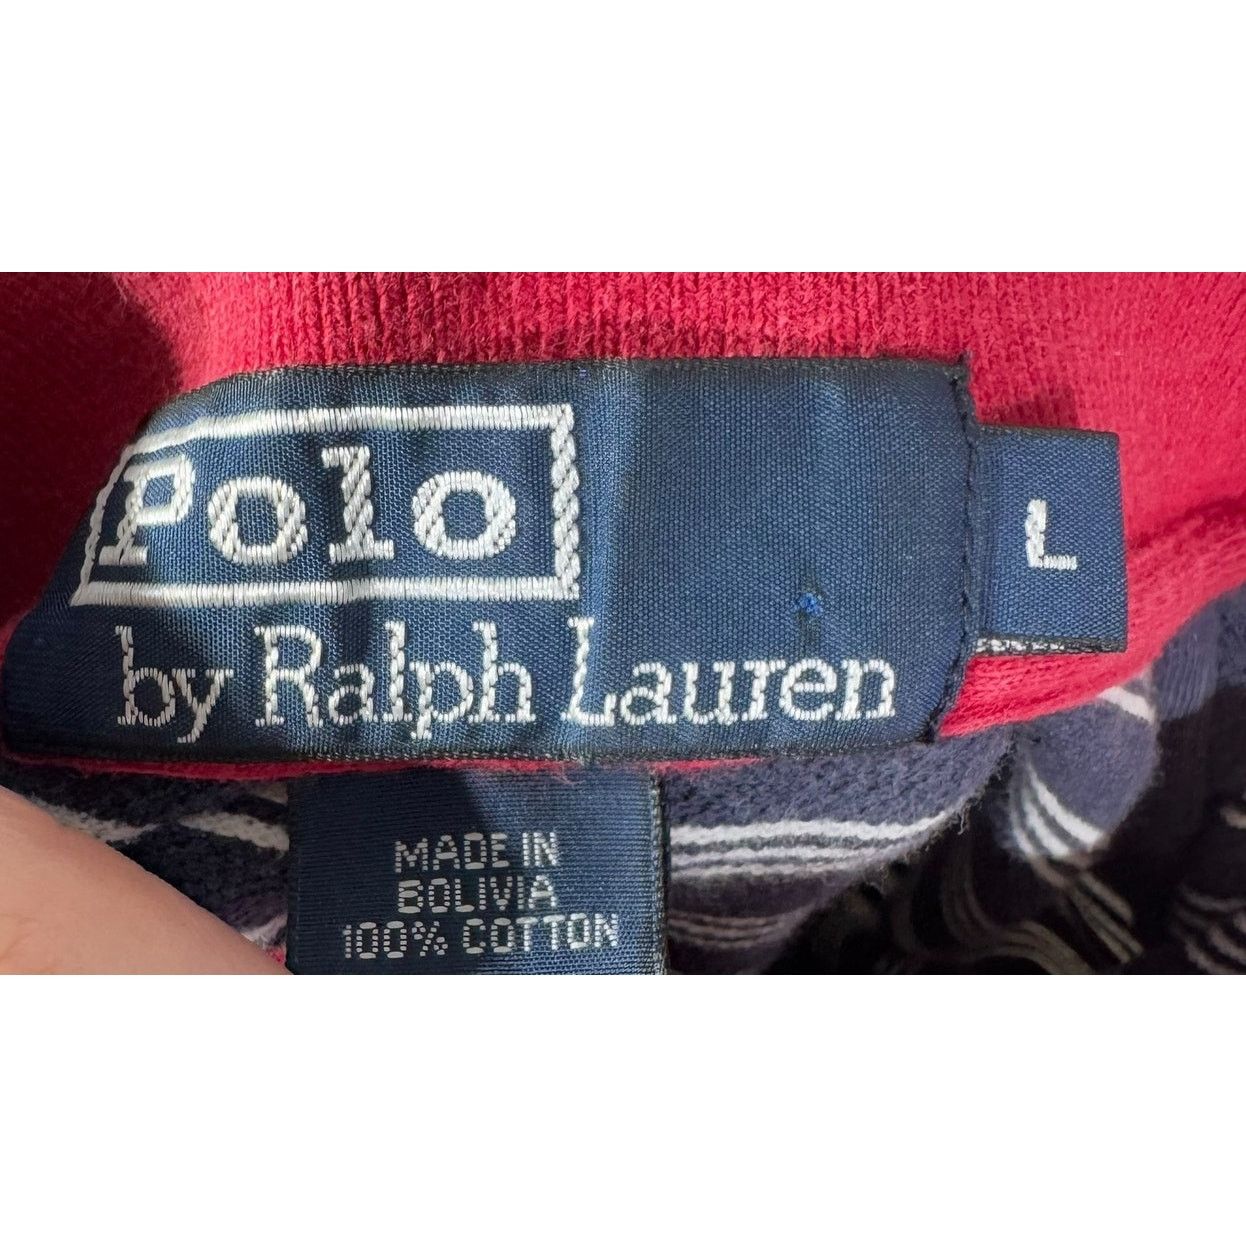 Polo
by Ralph Lauren
L
MADE IN
BOLIVIA
100% COTTON